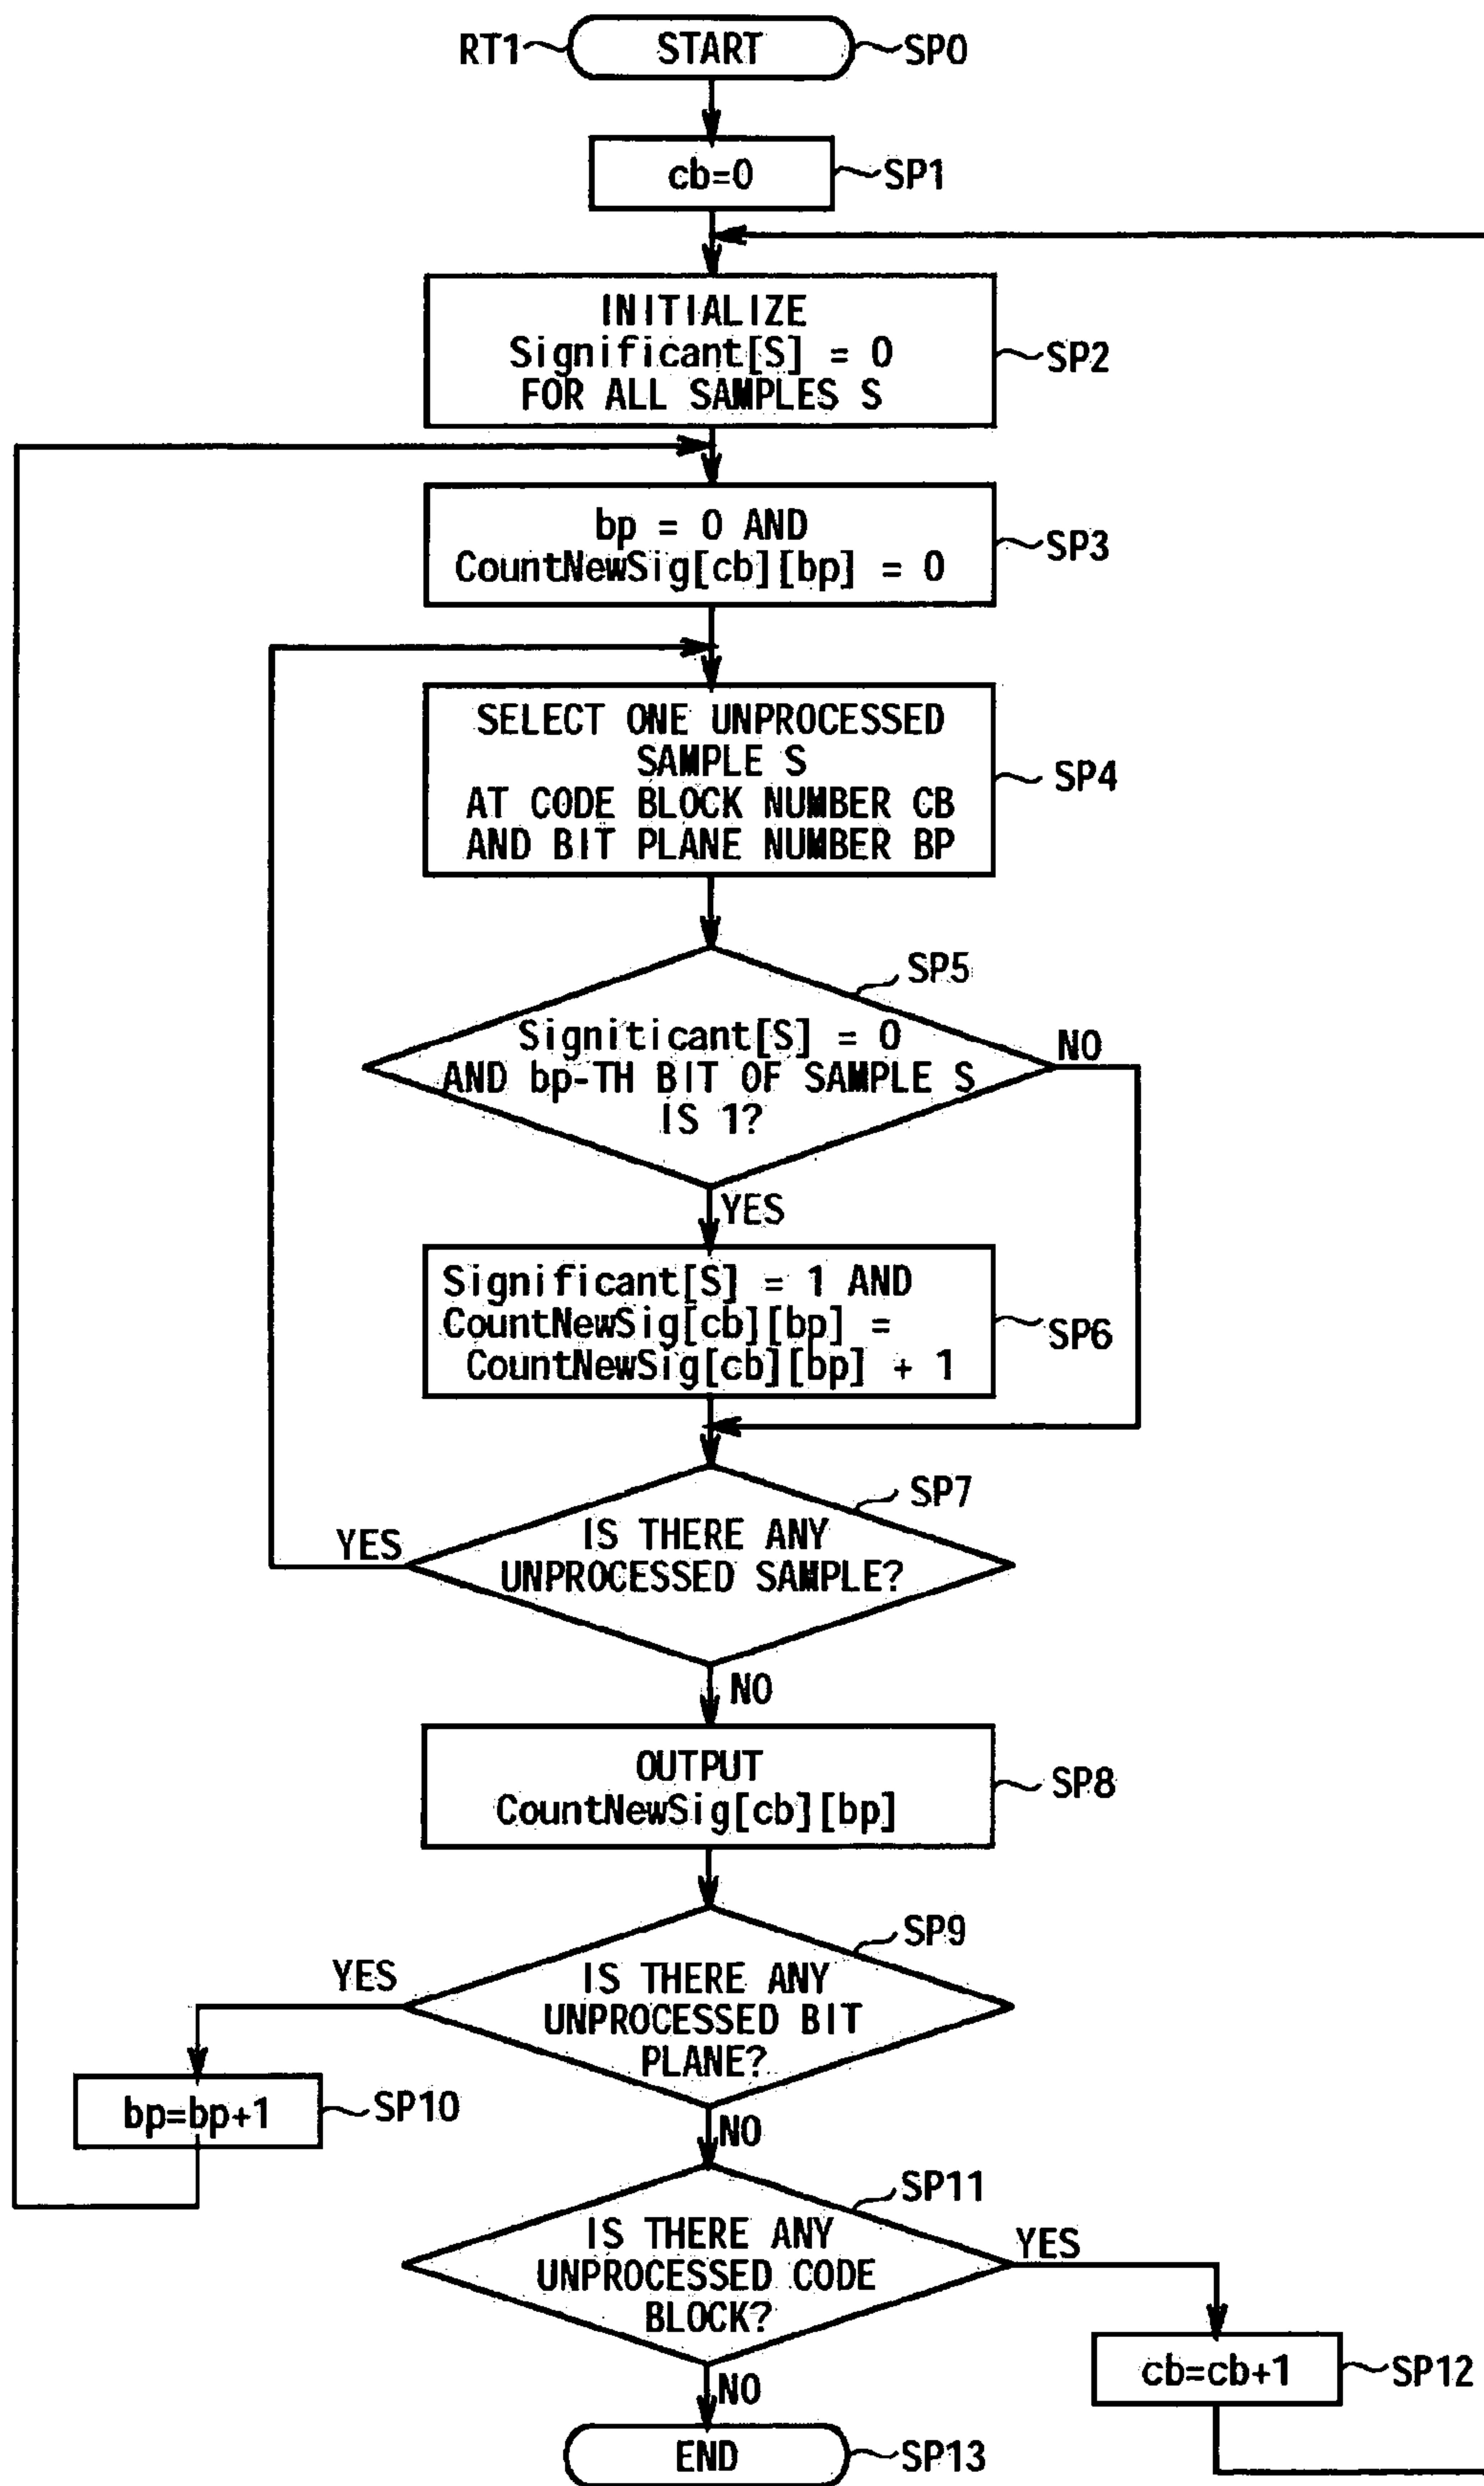 RT1 START SP0
cb=0 SP1
INITIALIZE
Significant[S] = 0
FOR ALL SAMPLES S
SP2
bp = 0 AND
CountNewSig[cb][bp] = 0
SP3
SELECT ONE UNPROCESSED
SAMPLE S
AT CODE BLOCK NUMBER CB
AND BIT PLANE NUMBER BP
SP4
SP5
Signiticant[S] = 0
AND bp-TH BIT OF SAMPLE S
IS 1?
NO
YES
Significant[S] = 1 AND
CountNewSig[cb][bp] =
CountNewSig[cb][bp] + 1
SP6
SP7
IS THERE ANY
UNPROCESSED SAMPLE?
YES
NO
OUTPUT
CountNewSig[cb][bp]
SP8
SP9
IS THERE ANY
UNPROCESSED BIT
PLANE?
YES
bp=bp+1 SP10
NO
SP11
IS THERE ANY
UNPROCESSED CODE
BLOCK?
YES
cb=cb+1 SP12
NO
END SP13